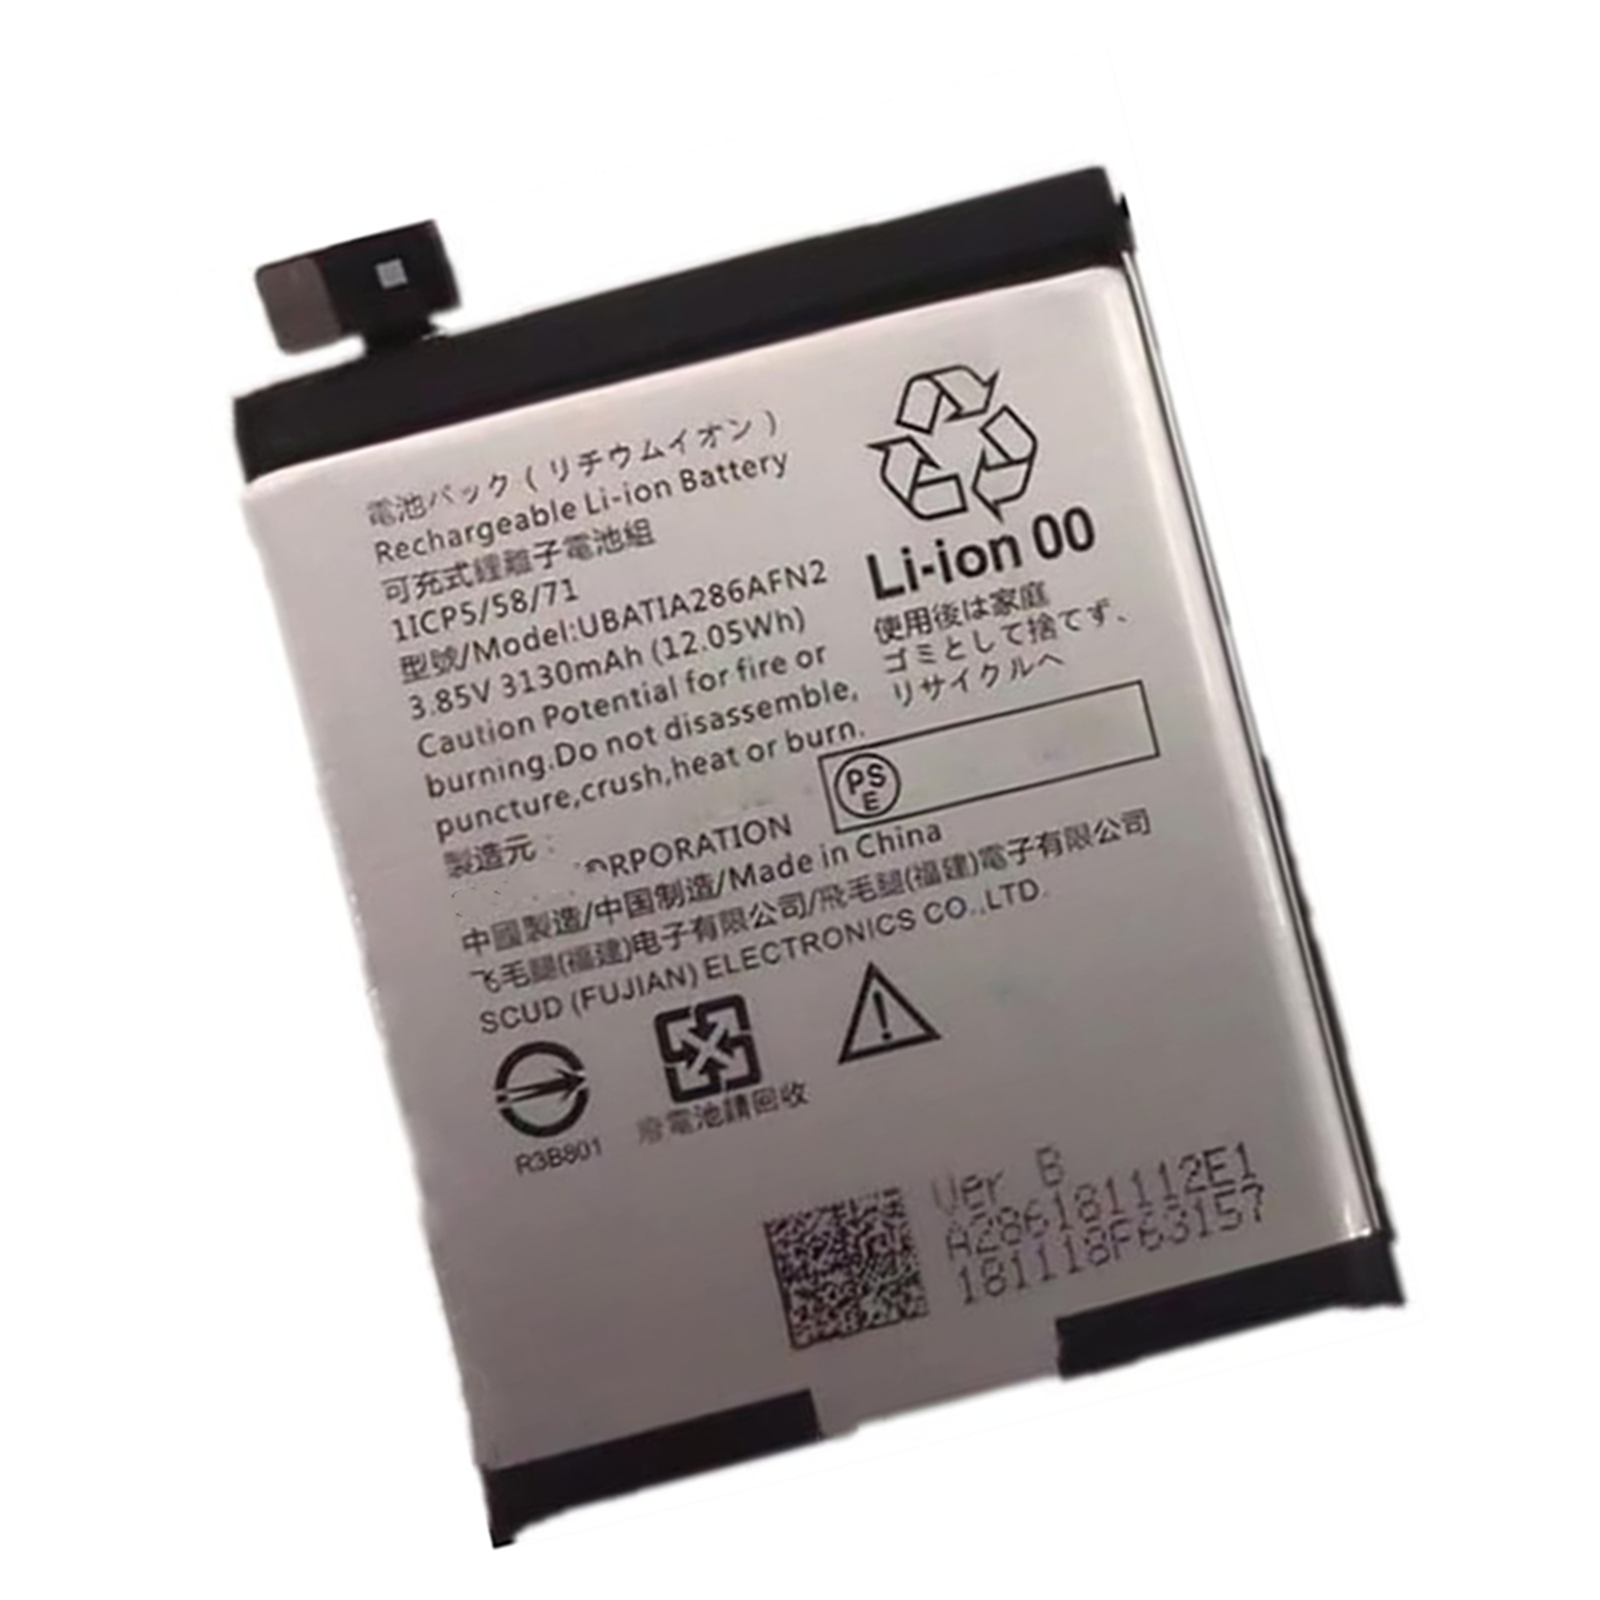 電池パック(リチウムイオン)
Rechargeable Li-ion Battery
可充式鋰離子電池組
1ICP5/58/71
型號/Model:UBATIA286AFN2
3.85V 3130mAh (12.05Wh)
Caution Potential for fire or
burning.Do not disassemble,
puncture,crush,heat or burn.
製造元:
ORPORATION
中國製造/中国制造/Made in China
飞毛腿(福建)电子有限公司/飛毛腿(福建)電子有限公司
SCUD (FUJIAN) ELECTRONICS CO.,LTD.
Li-ion 00
使用後は家庭
ゴミとして捨てず、
リサイクルへ
PS
E
R3B801
廢電池請回收
Ver B
A286181112E1
181118F63157